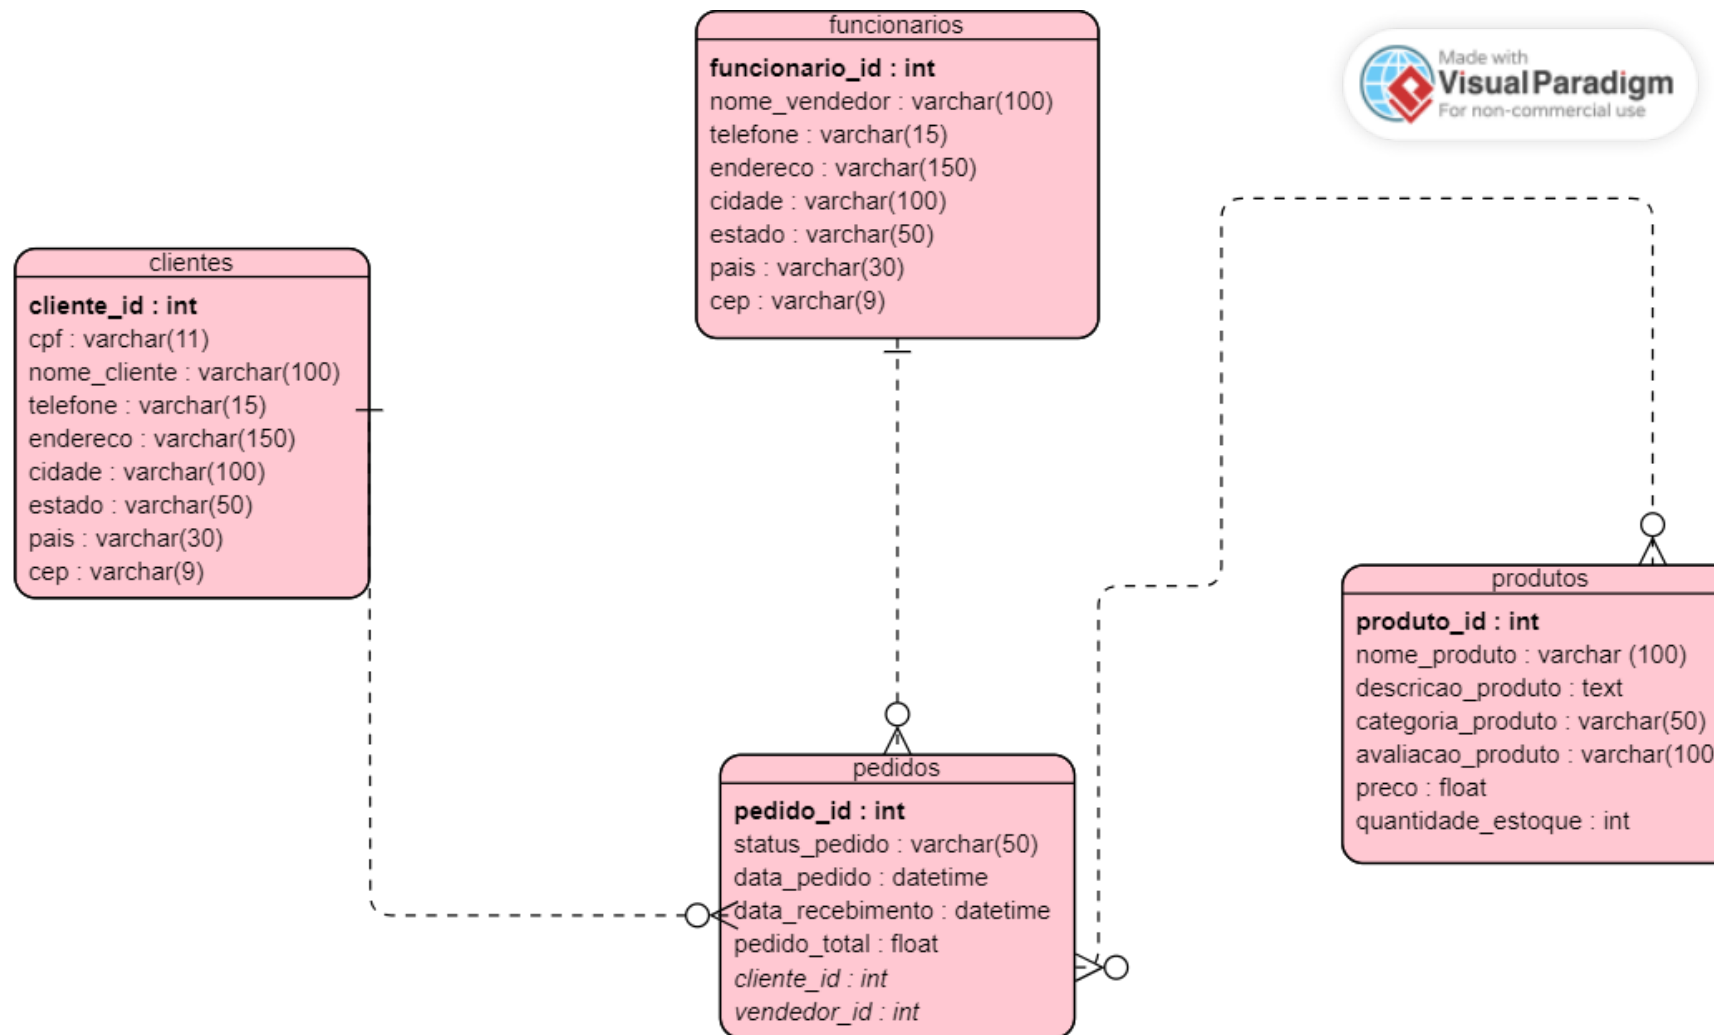 funcionarios
funcionario_id : int
nome_vendedor : varchar(100)
telefone : varchar(15)
endereco : varchar(150)
cidade : varchar(100)
estado : varchar(50)
pais : varchar(30)
cep : varchar(9)
Made with
Visual Paradigm
For non-commercial use
clientes
cliente_id : int
cpf : varchar(11)
nome_cliente : varchar(100)
telefone : varchar(15)
endereco : varchar(150)
cidade : varchar(100)
estado : varchar(50)
pais : varchar(30)
cep : varchar(9)
produtos
produto_id : int
nome_produto : varchar (100)
descricao_produto : text
categoria_produto : varchar(50)
avaliacao_produto : varchar(100
preco : float
quantidade_estoque : int
pedidos
pedido_id : int
status_pedido : varchar(50)
data_pedido : datetime
data_recebimento : datetime
pedido_total : float
cliente_id : int
vendedor_id : int